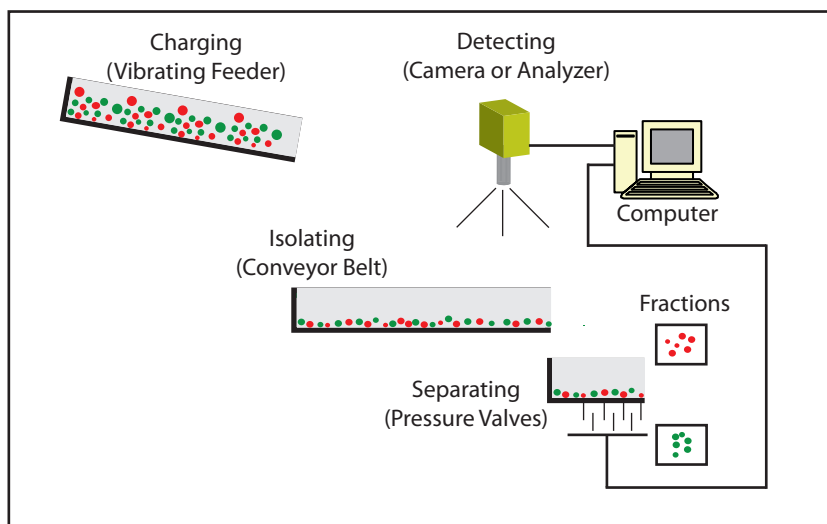 Charging
(Vibrating Feeder)
Detecting
(Camera or Analyzer)
Computer
Isolating
(Conveyor Belt)
Fractions
Separating
(Pressure Valves)